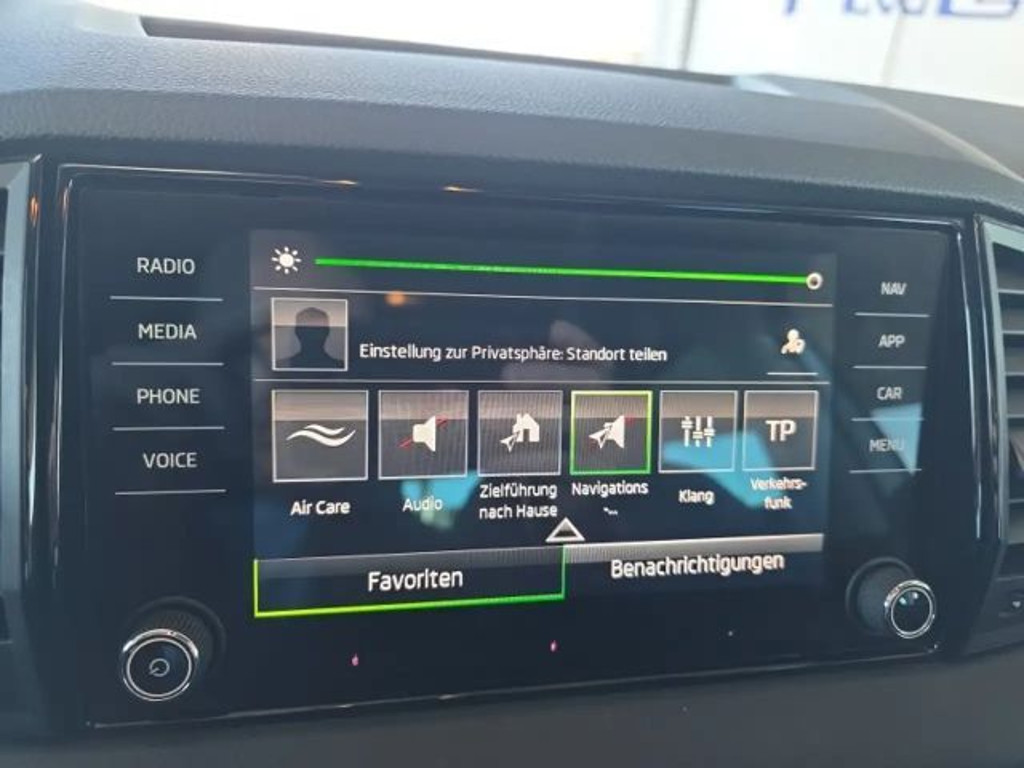 RADIO
MEDIA
PHONE
VOICE
NAV
APP
CAR
MENU
Einstellung zur Privatsphäre: Standort teilen
TP
Air Care
Audio
Zielführung
nach Hause
Navigations
-...
Klang
Verkehrs-
funk
Favoriten
Benachrichtigungen